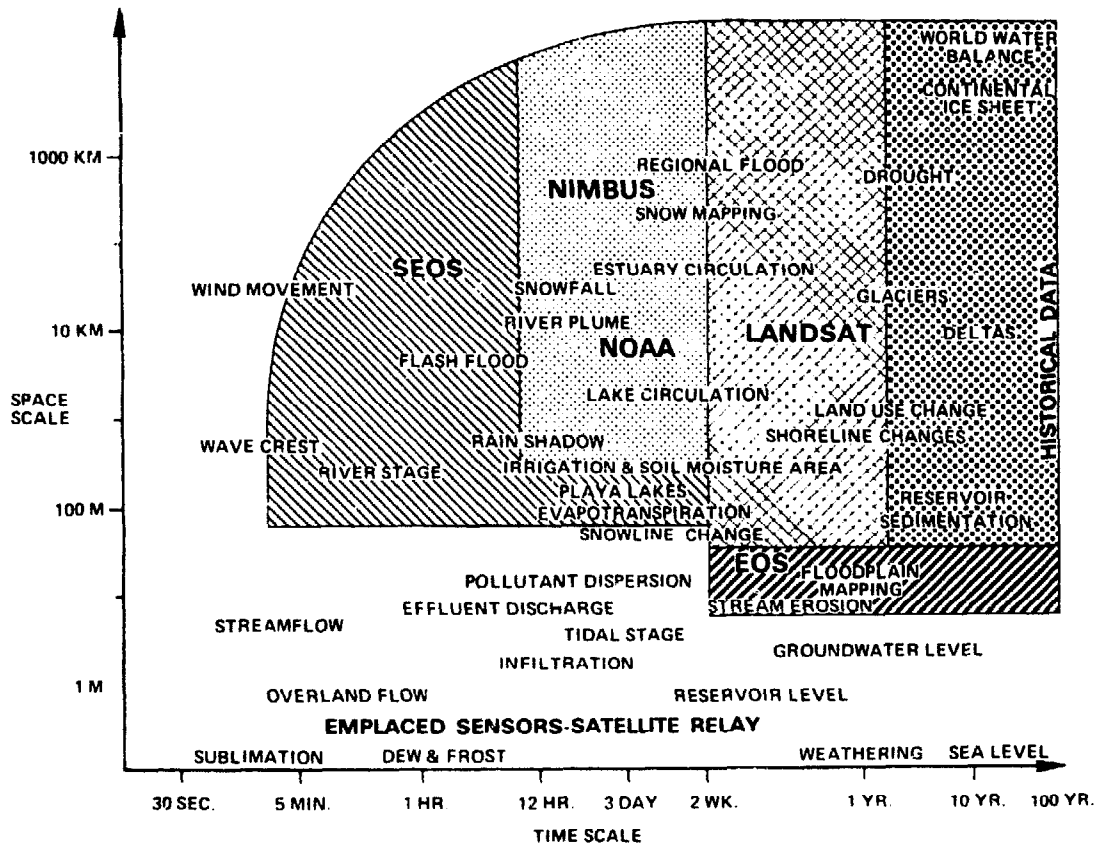 WORLD WATER
BALANCE
CONTINENTAL
ICE SHEET
1000 KM
REGIONAL FLOOD
DROUGHT
NIMBUS
SNOW MAPPING
SEOS
ESTUARY CIRCULATION
WIND MOVEMENT
SNOWFALL
GLACIERS
RIVER PLUME
10 KM
LANDSAT
DELTAS
HISTORICAL DATA
NOAA
FLASH FLOOD
SPACE
SCALE
LAKE CIRCULATION
LAND USE CHANGE
SHORELINE CHANGES
WAVE CREST
RAIN SHADOW
RIVER STAGE
IRRIGATION & SOIL MOISTURE AREA
PLAYA LAKES
RESERVOIR
SEDIMENTATION
100 M
EVAPOTRANSPIRATION
SNOWLINE CHANGE
EOS
FLOODPLAIN
MAPPING
POLLUTANT DISPERSION
EFFLUENT DISCHARGE
STREAM EROSION
STREAMFLOW
TIDAL STAGE
INFILTRATION
GROUNDWATER LEVEL
1 M
OVERLAND FLOW
RESERVOIR LEVEL
EMPLACED SENSORS-SATELLITE RELAY
SUBLIMATION
DEW & FROST
WEATHERING
SEA LEVEL
30 SEC.
5 MIN.
1 HR
12 HR.
3 DAY
2 WK.
1 YR.
10 YR.
100 YR.
TIME SCALE